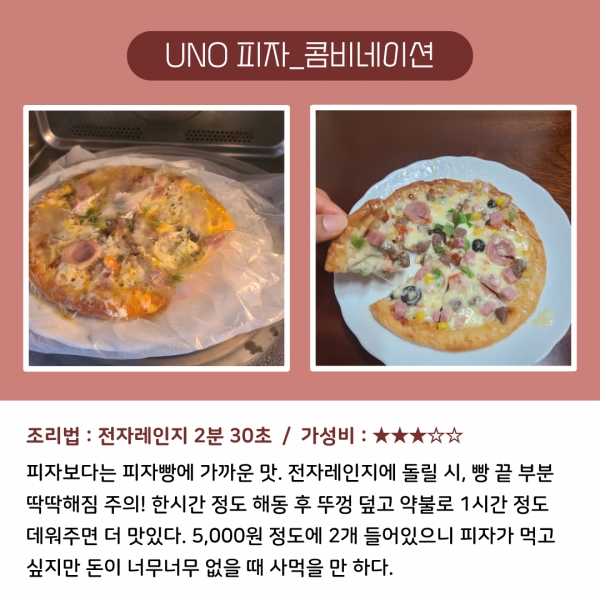 UNO 피자_콤비네이션
조리법 : 전자레인지 2분 30초 / 가성비 : ★★★☆☆
피자보다는 피자빵에 가까운 맛. 전자레인지에 돌릴 시, 빵 끝 부분
딱딱해짐 주의! 한시간 정도 해동 후 뚜껑 덮고 약불로 1시간 정도
데워주면 더 맛있다. 5,000원 정도에 2개 들어있으니 피자가 먹고
싶지만 돈이 너무너무 없을 때 사먹을 만 하다.